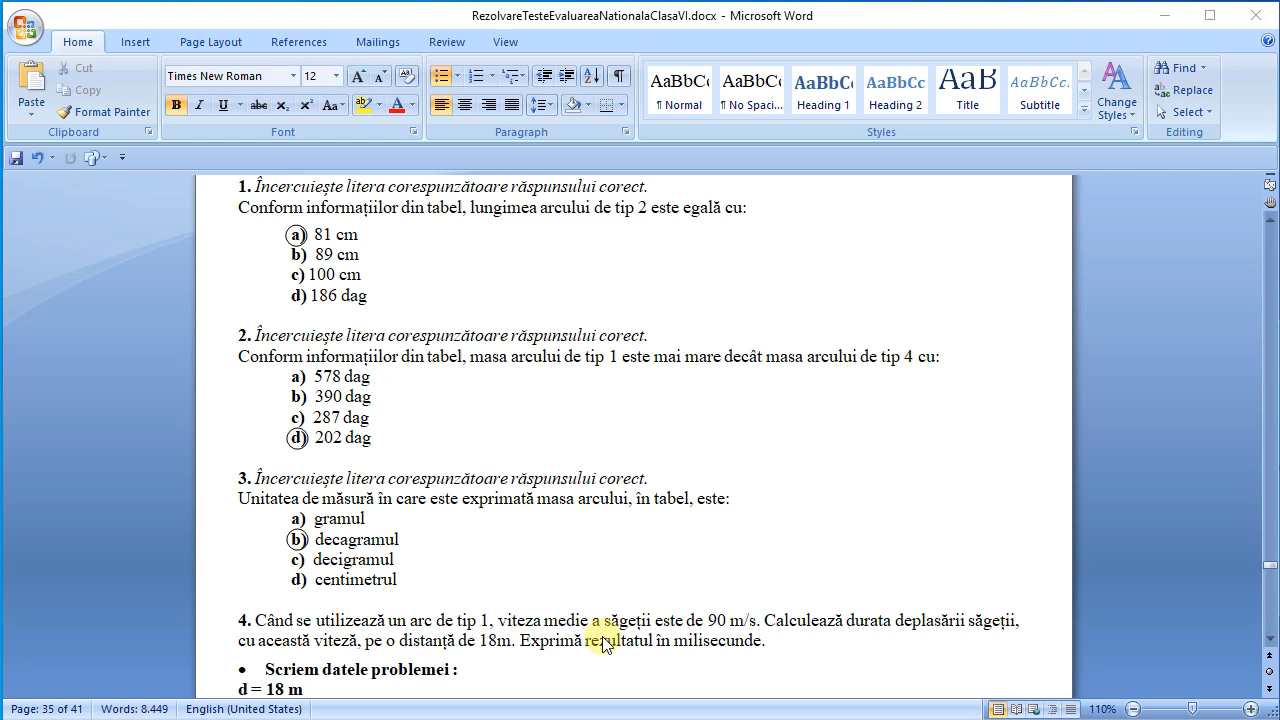 RezolvareTesteEvaluareaNationalaClasaVI.docx - Microsoft Word
Home Insert Page Layout References Mailings Review View
Paste
Cut
Copy
Format Painter
Clipboard
Times New Roman 12
Font
Paragraph
AaBbCc AaBbCc AaBbCc AaBbCc AaB AaBbCc
¶ Normal ¶ No Spaci... Heading 1 Heading 2 Title Subtitle
Change Styles
Styles
Find
Replace
Select
Editing
1. Încercuiește litera corespunzătoare răspunsului corect.
Conform informațiilor din tabel, lungimea arcului de tip 2 este egală cu:
a) 81 cm
b) 89 cm
c) 100 cm
d) 186 dag
2. Încercuiește litera corespunzătoare răspunsului corect.
Conform informațiilor din tabel, masa arcului de tip 1 este mai mare decât masa arcului de tip 4 cu:
a) 578 dag
b) 390 dag
c) 287 dag
d) 202 dag
3. Încercuiește litera corespunzătoare răspunsului corect.
Unitatea de măsură în care este exprimată masa arcului, în tabel, este:
a) gramul
b) decagramul
c) decigramul
d) centimetrul
4. Când se utilizează un arc de tip 1, viteza medie a săgeții este de 90 m/s. Calculează durata deplasării săgeții,
cu această viteză, pe o distanță de 18m. Exprimă rezultatul în milisecunde.
• Scriem datele problemei :
d = 18 m
Page: 35 of 41 Words: 8.449 English (United States) 110%